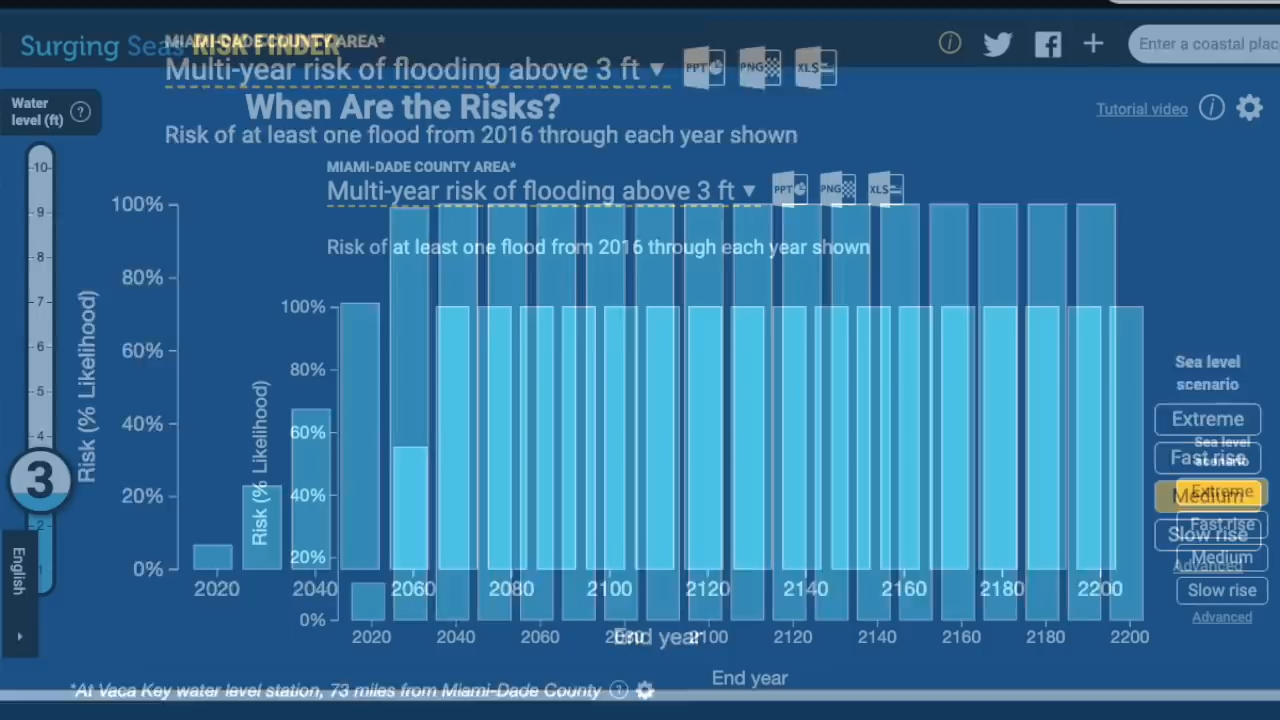 Surging Seas RISK FINDER
MIAMI-DADE COUNTY AREA*
MIAMI-DADE COUNTY
Enter a coastal plac
Multi-year risk of flooding above 3 ft
PPT
PNG
XLS
Water
level (ft)
When Are the Risks?
Tutorial video
Risk of at least one flood from 2016 through each year shown
MIAMI-DADE COUNTY AREA*
Multi-year risk of flooding above 3 ft
PPT
PNG
XLS
Risk of at least one flood from 2016 through each year shown
10
9
8
7
6
5
4
3
2
1
English
Risk (% Likelihood)
100%
80%
60%
40%
20%
0%
2020
2040
2060
2080
2100
2120
2140
2160
2180
2200
End year
Risk (% Likelihood)
100%
80%
60%
40%
20%
0%
2020
2040
2060
2080
2100
2120
2140
2160
2180
2200
End year
Sea level
scenario
Extreme
Fast rise
Medium
Slow rise
Advanced
Sea level
scenario
Extreme
Fast rise
Medium
Slow rise
Advanced
*At Vaca Key water level station, 73 miles from Miami-Dade County